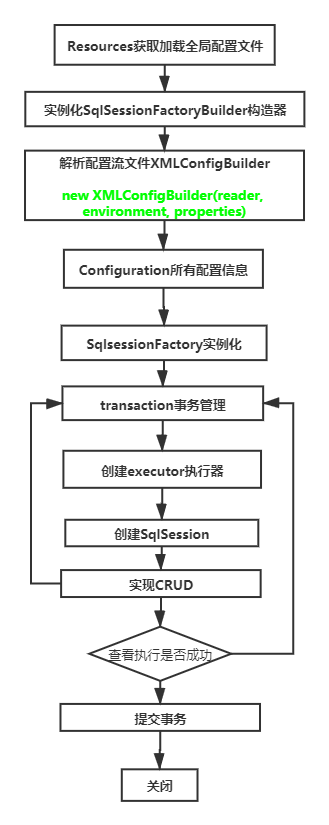 Resources获取加载全局配置文件
实例化SqlSessionFactoryBuilder构造器
解析配置流文件XMLConfigBuilder
new XMLConfigBuilder(reader,
environment, properties)
Configuration所有配置信息
SqlsessionFactory实例化
transaction事务管理
创建executor执行器
创建SqlSession
实现CRUD
查看执行是否成功
提交事务
关闭